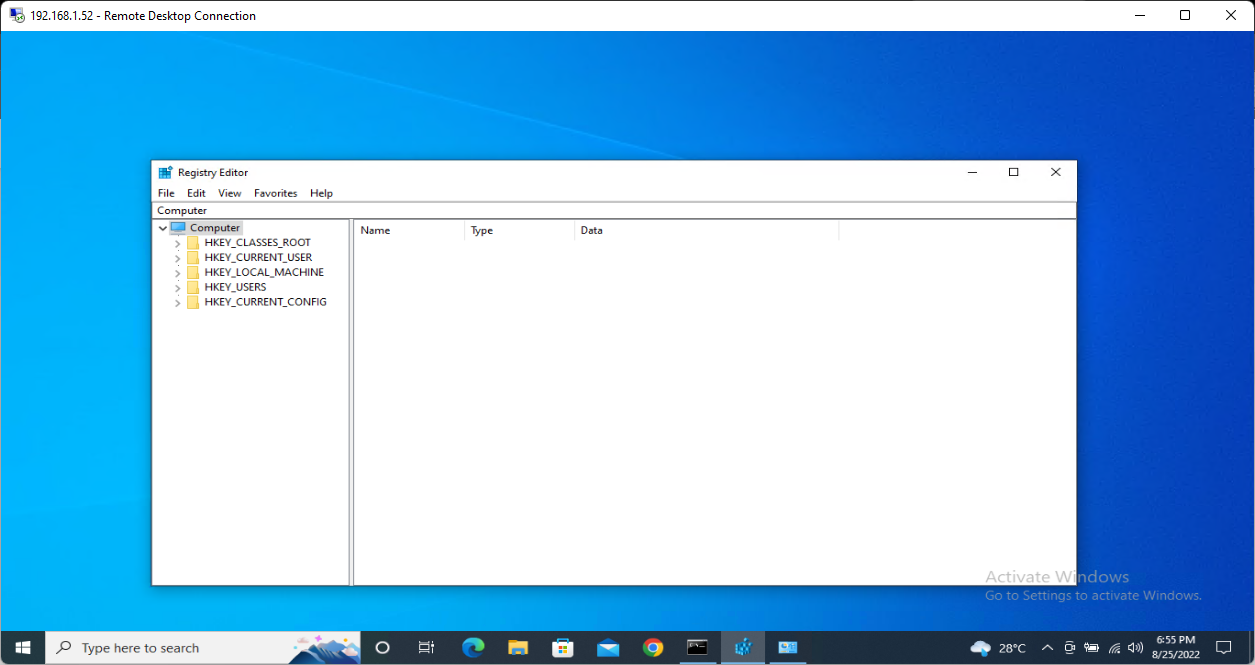 192.168.1.52 - Remote Desktop Connection
Registry Editor
File Edit View Favorites Help
Computer
Computer
HKEY_CLASSES_ROOT
HKEY_CURRENT_USER
HKEY_LOCAL_MACHINE
HKEY_USERS
HKEY_CURRENT_CONFIG
Name Type Data
Activate Windows
Go to Settings to activate Windows.
Type here to search
28°C
6:55 PM
8/25/2022